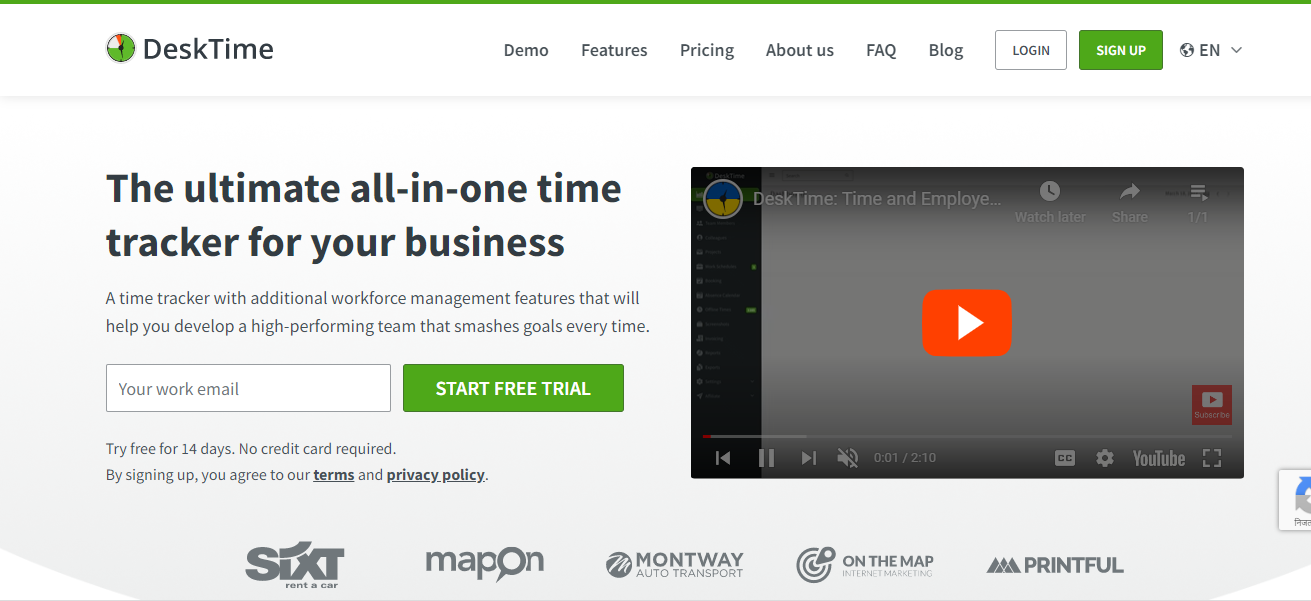 DeskTime
Demo Features Pricing About us FAQ Blog LOGIN SIGN UP EN
The ultimate all-in-one time
tracker for your business
A time tracker with additional workforce management features that will
help you develop a high-performing team that smashes goals every time.
Your work email
START FREE TRIAL
Try free for 14 days. No credit card required.
By signing up, you agree to our terms and privacy policy.
DeskTime
DeskTime: Time and Employe...
Watch later
Share
1/1
Subscribe
0:01 / 2:10
CC
YouTube
SIXT
rent a car
mapon
MONTWAY
AUTO TRANSPORT
ON THE MAP
INTERNET MARKETING
PRINTFUL